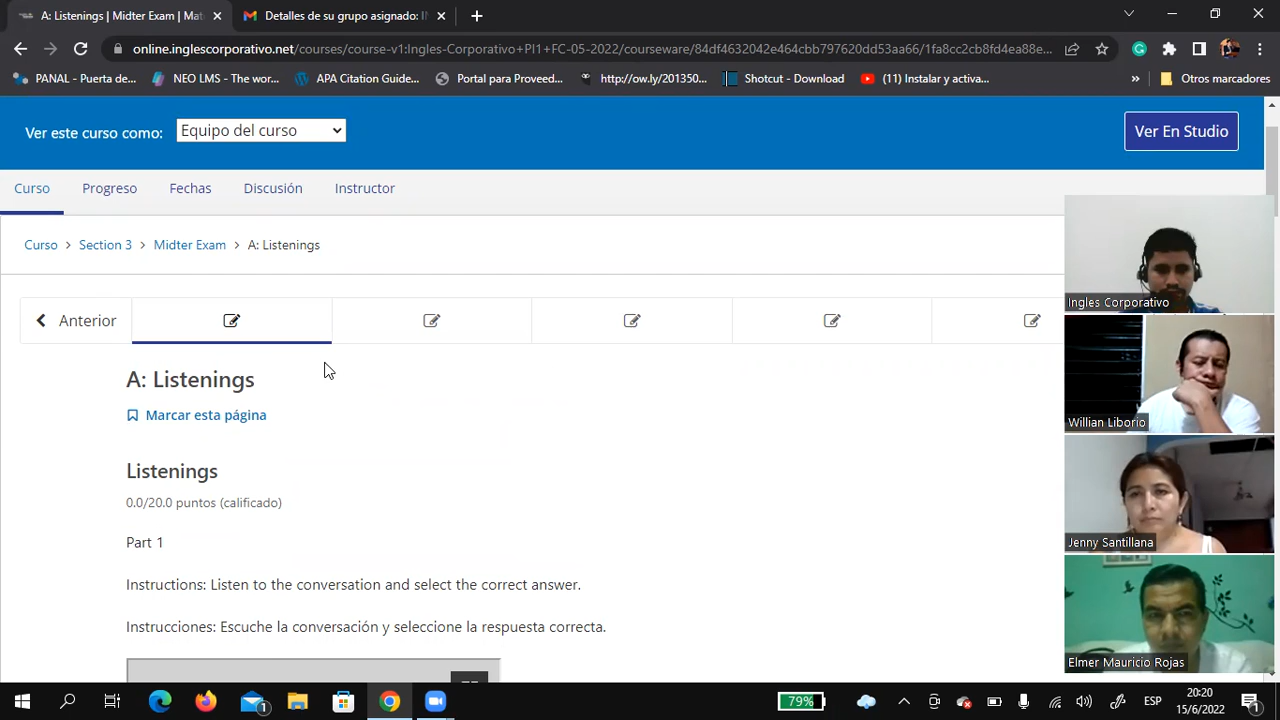 A: Listenings | Midter Exam | Mat
Detalles de su grupo asignado: I
online.inglescorporativo.net/courses/course-v1:Ingles-Corporativo+PI1+FC-05-2022/courseware/84df4632042e464cbb797620dd53aa66/1fa8cc2cb8fd4ea88e...
PANAL - Puerta de...
NEO LMS - The wor...
APA Citation Guide...
Portal para Proveed...
http://ow.ly/201350...
Shotcut - Download
(11) Instalar y activa...
»
Otros marcadores
Ver este curso como:
Equipo del curso
Ver En Studio
Curso
Progreso
Fechas
Discusión
Instructor
Curso > Section 3 > Midter Exam > A: Listenings
Anterior
A: Listenings
Marcar esta página
Listenings
0.0/20.0 puntos (calificado)
Part 1
Instructions: Listen to the conversation and select the correct answer.
Instrucciones: Escuche la conversación y seleccione la respuesta correcta.
Ingles Corporativo
Willian Liborio
Jenny Santillana
Elmer Mauricio Rojas
1
79%
ESP
20:20
15/6/2022
1